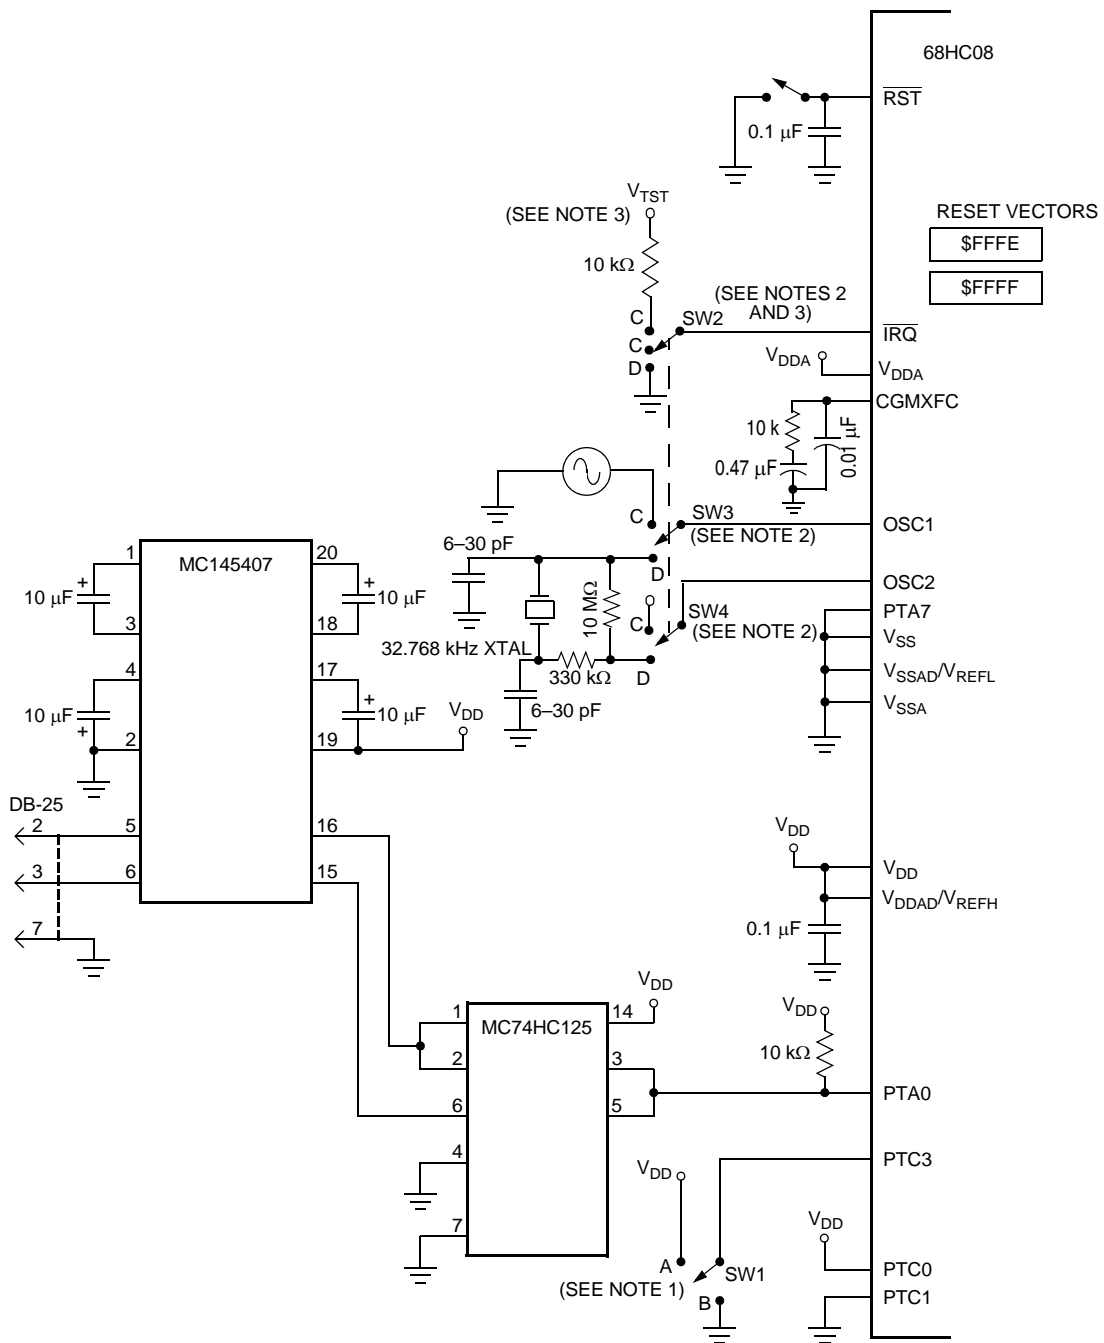 68HC08
RST
0.1 µF
VTST
(SEE NOTE 3)
RESET VECTORS
$FFFE
$FFFF
10 kΩ
(SEE NOTES 2
AND 3)
C
SW2
C
D
IRQ
VDDA
VDDA
CGMXFC
10 k
0.01 µF
0.47 µF
C
SW3
(SEE NOTE 2)
OSC1
6–30 pF
D
OSC2
10 MΩ
C
SW4
(SEE NOTE 2)
PTA7
VSS
32.768 kHz XTAL
330 kΩ
D
VSSAD/VREFL
6–30 pF
VSSA
MC145407
1
20
10 µF
+
+
10 µF
3
18
4
17
10 µF
+
+
10 µF
VDD
2
19
DB-25
2
5
16
3
6
15
7
VDD
VDD
VDDAD/VREFH
0.1 µF
VDD
MC74HC125
1
14
VDD
2
3
10 kΩ
6
5
PTA0
4
7
VDD
PTC3
VDD
A
SW1
(SEE NOTE 1)
B
PTC0
PTC1